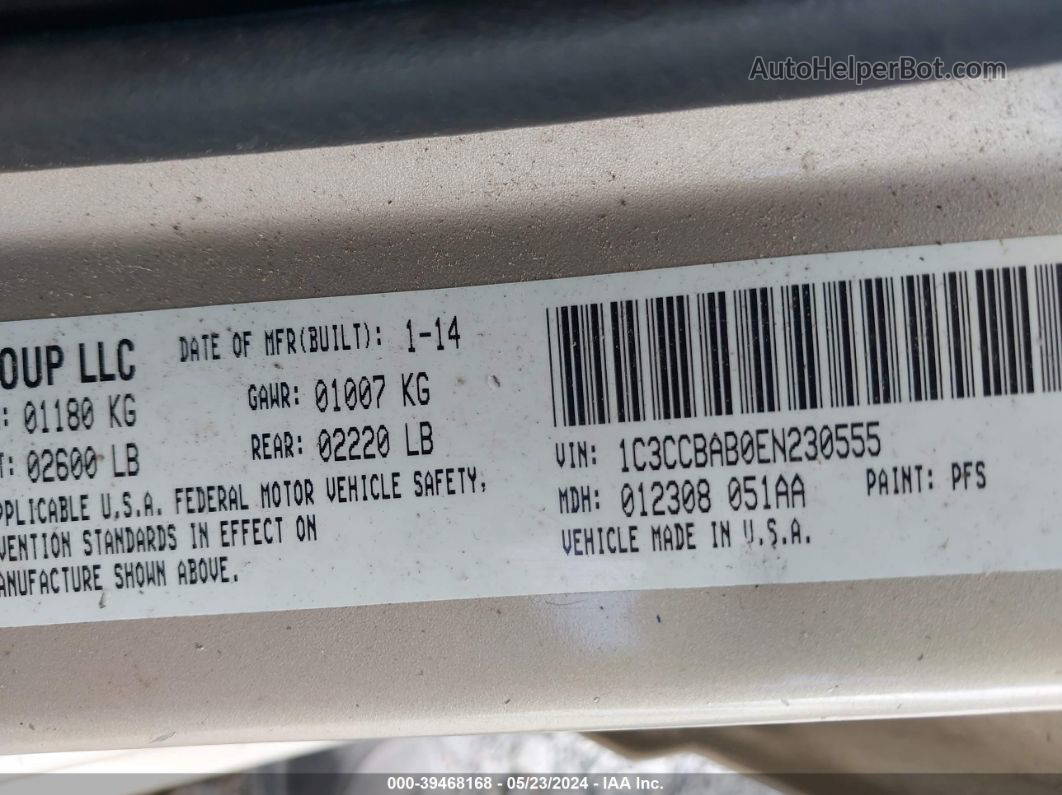 AutoHelperBot.com
OUP LLC
DATE OF MFR(BUILT): 1-14
: 01180 KG
GAWR: 01007 KG
T: 02600 LB
REAR: 02220 LB
PPLICABLE U.S.A. FEDERAL MOTOR VEHICLE SAFETY,
VENTION STANDARDS IN EFFECT ON
ANUFACTURE SHOWN ABOVE.
VIN: 1C3CCBAB0EN230555
MDH: 012308 051AA
PAINT: PFS
VEHICLE MADE IN U.S.A.
000-39468168 - 05/23/2024 - IAA Inc.